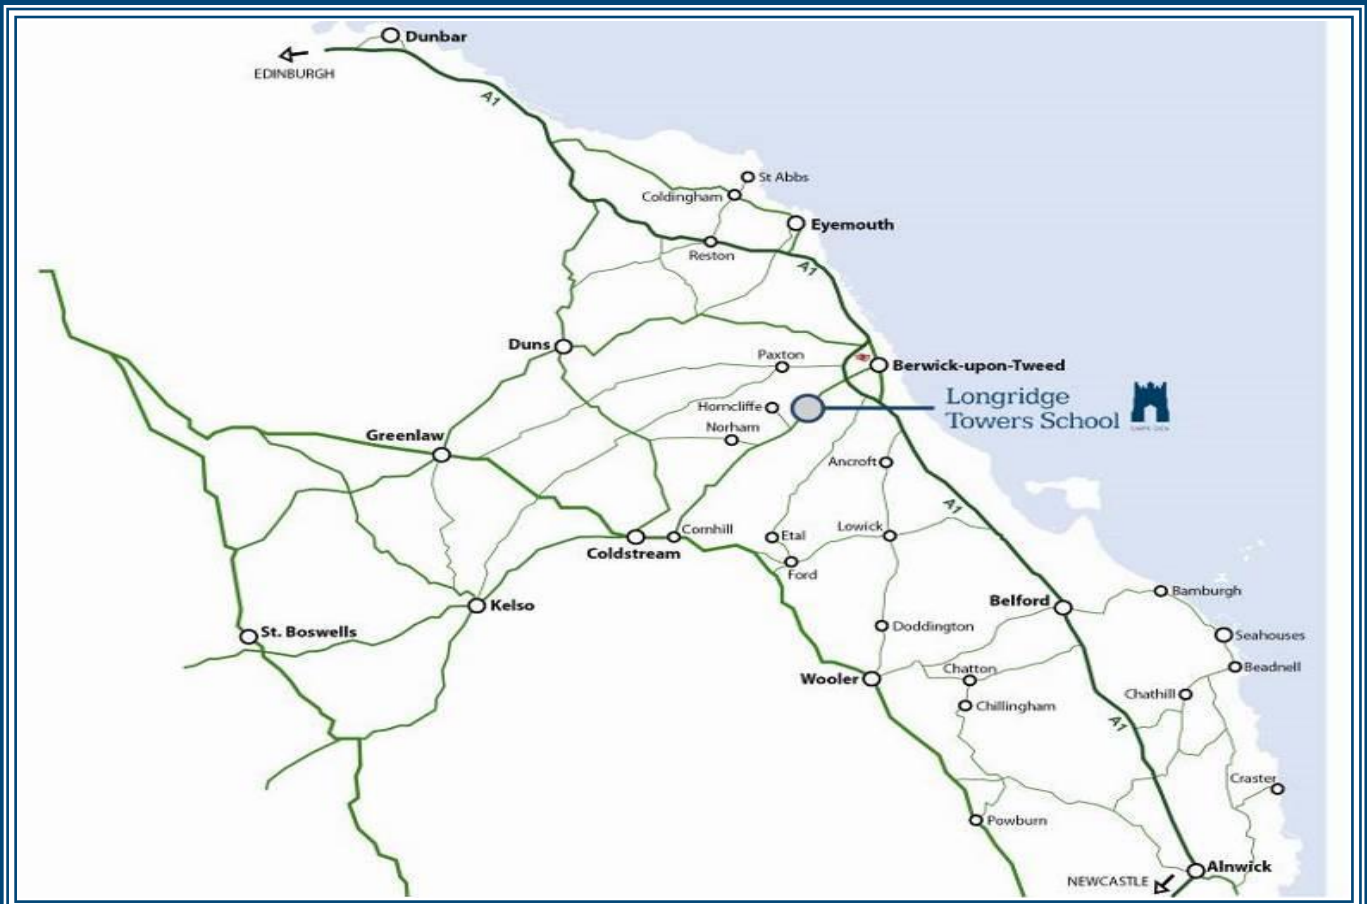 Dunbar
EDINBURGH
A1
St Abbs
Coldingham
Eyemouth
Reston
A1
Duns
Paxton
Berwick-upon-Tweed
Longridge
Towers School
Horncliffe
Norham
Greenlaw
Ancroft
A1
Cornhill
Etal
Lowick
Coldstream
Ford
Bamburgh
Belford
Kelso
St. Boswells
Doddington
Seahouses
Beadnell
Wooler
Chatton
Chathill
Chillingham
A1
Craster
Powburn
Alnwick
NEWCASTLE